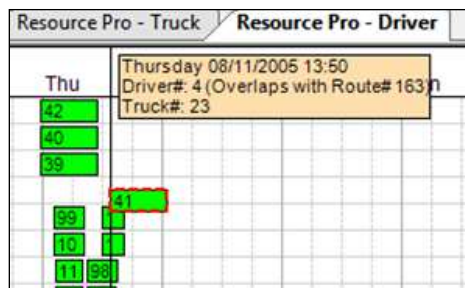 Resource Pro - Truck
Resource Pro - Driver
Thu
Thursday 08/11/2005 13:50
Driver#: 4 (Overlaps with Route# 163)
Truck#: 23
42
40
39
41
99
10
11
98